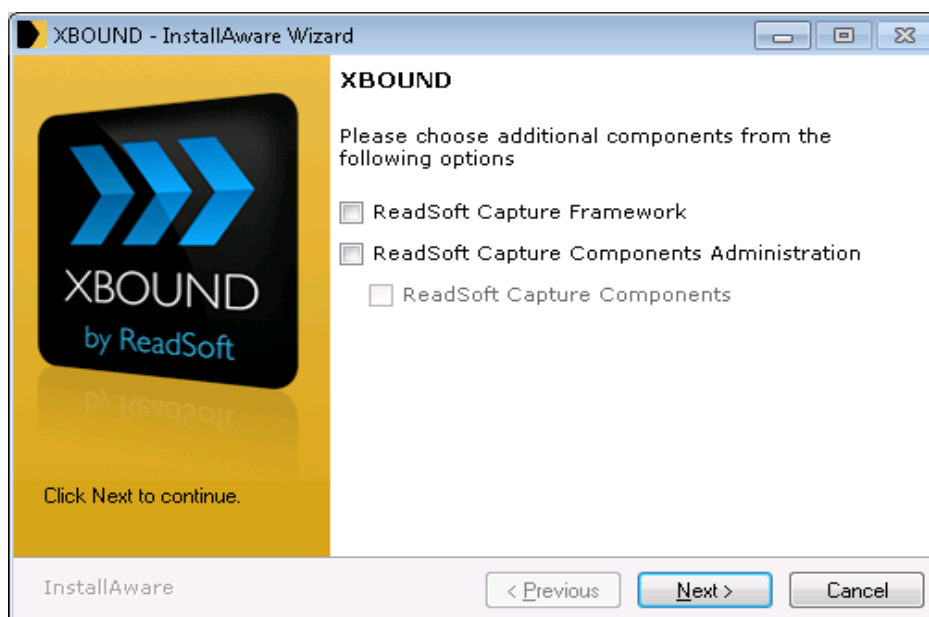 XBOUND - InstallAware Wizard
XBOUND
Please choose additional components from the
following options
ReadSoft Capture Framework
ReadSoft Capture Components Administration
ReadSoft Capture Components
XBOUND
by ReadSoft
by ReadSoft
Click Next to continue.
InstallAware
< Previous
Next >
Cancel